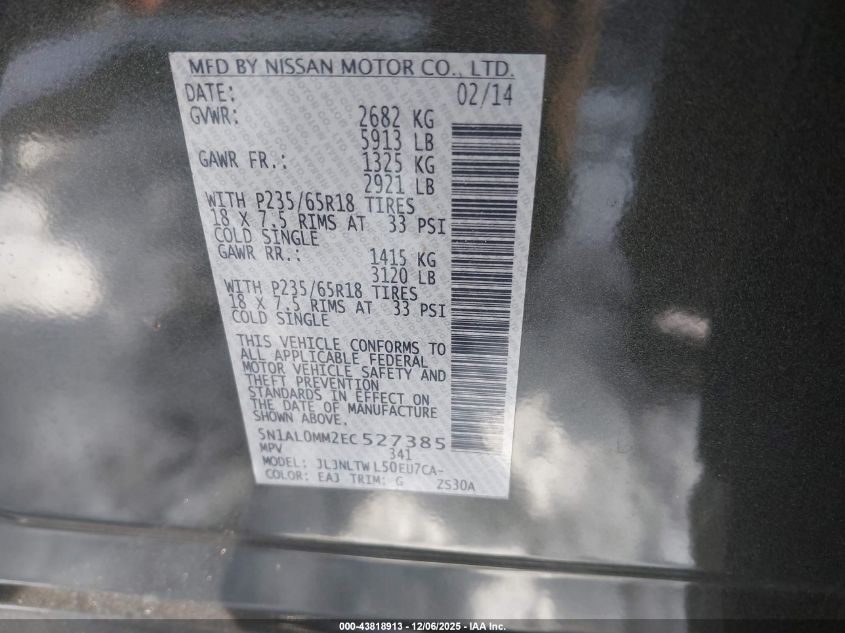 MFD BY NISSAN MOTOR CO., LTD.
DATE: 02/14
GVWR: 2682 KG
5913 LB
GAWR FR.: 1325 KG
2921 LB
WITH P235/65R18 TIRES
18 X 7.5 RIMS AT 33 PSI
COLD SINGLE
GAWR RR.: 1415 KG
3120 LB
WITH P235/65R18 TIRES
18 X 7.5 RIMS AT 33 PSI
COLD SINGLE
THIS VEHICLE CONFORMS TO
ALL APPLICABLE FEDERAL
MOTOR VEHICLE SAFETY AND
THEFT PREVENTION
STANDARDS IN EFFECT ON
THE DATE OF MANUFACTURE
SHOWN ABOVE.
5N1AL0MM2EC527385
MPV 341
MODEL: JLJNLTWL50EU7CA-
COLOR: EAJ TRIM: G 2S30A
000-43818913 - 12/06/2025 - IAA Inc.